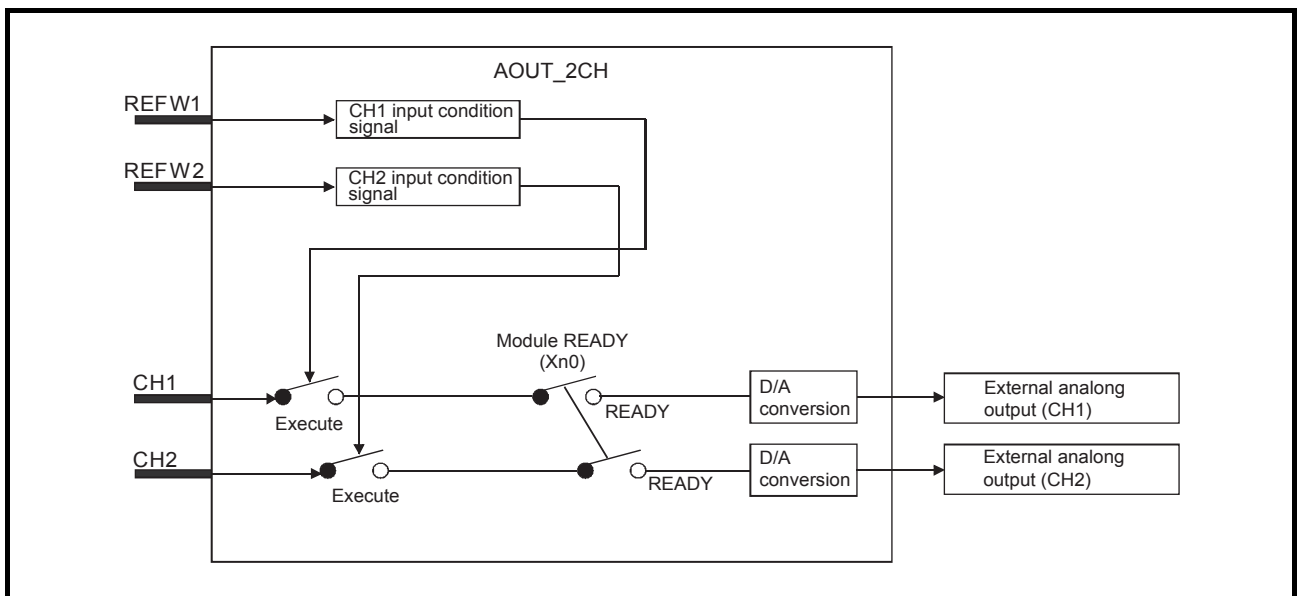 AOUT_2CH
REFW1
CH1 input condition
signal
REFW2
CH2 input condition
signal
Module READY
(Xn0)
CH1
Execute
READY
D/A
conversion
External analong
output (CH1)
CH2
Execute
READY
D/A
conversion
External analong
output (CH2)